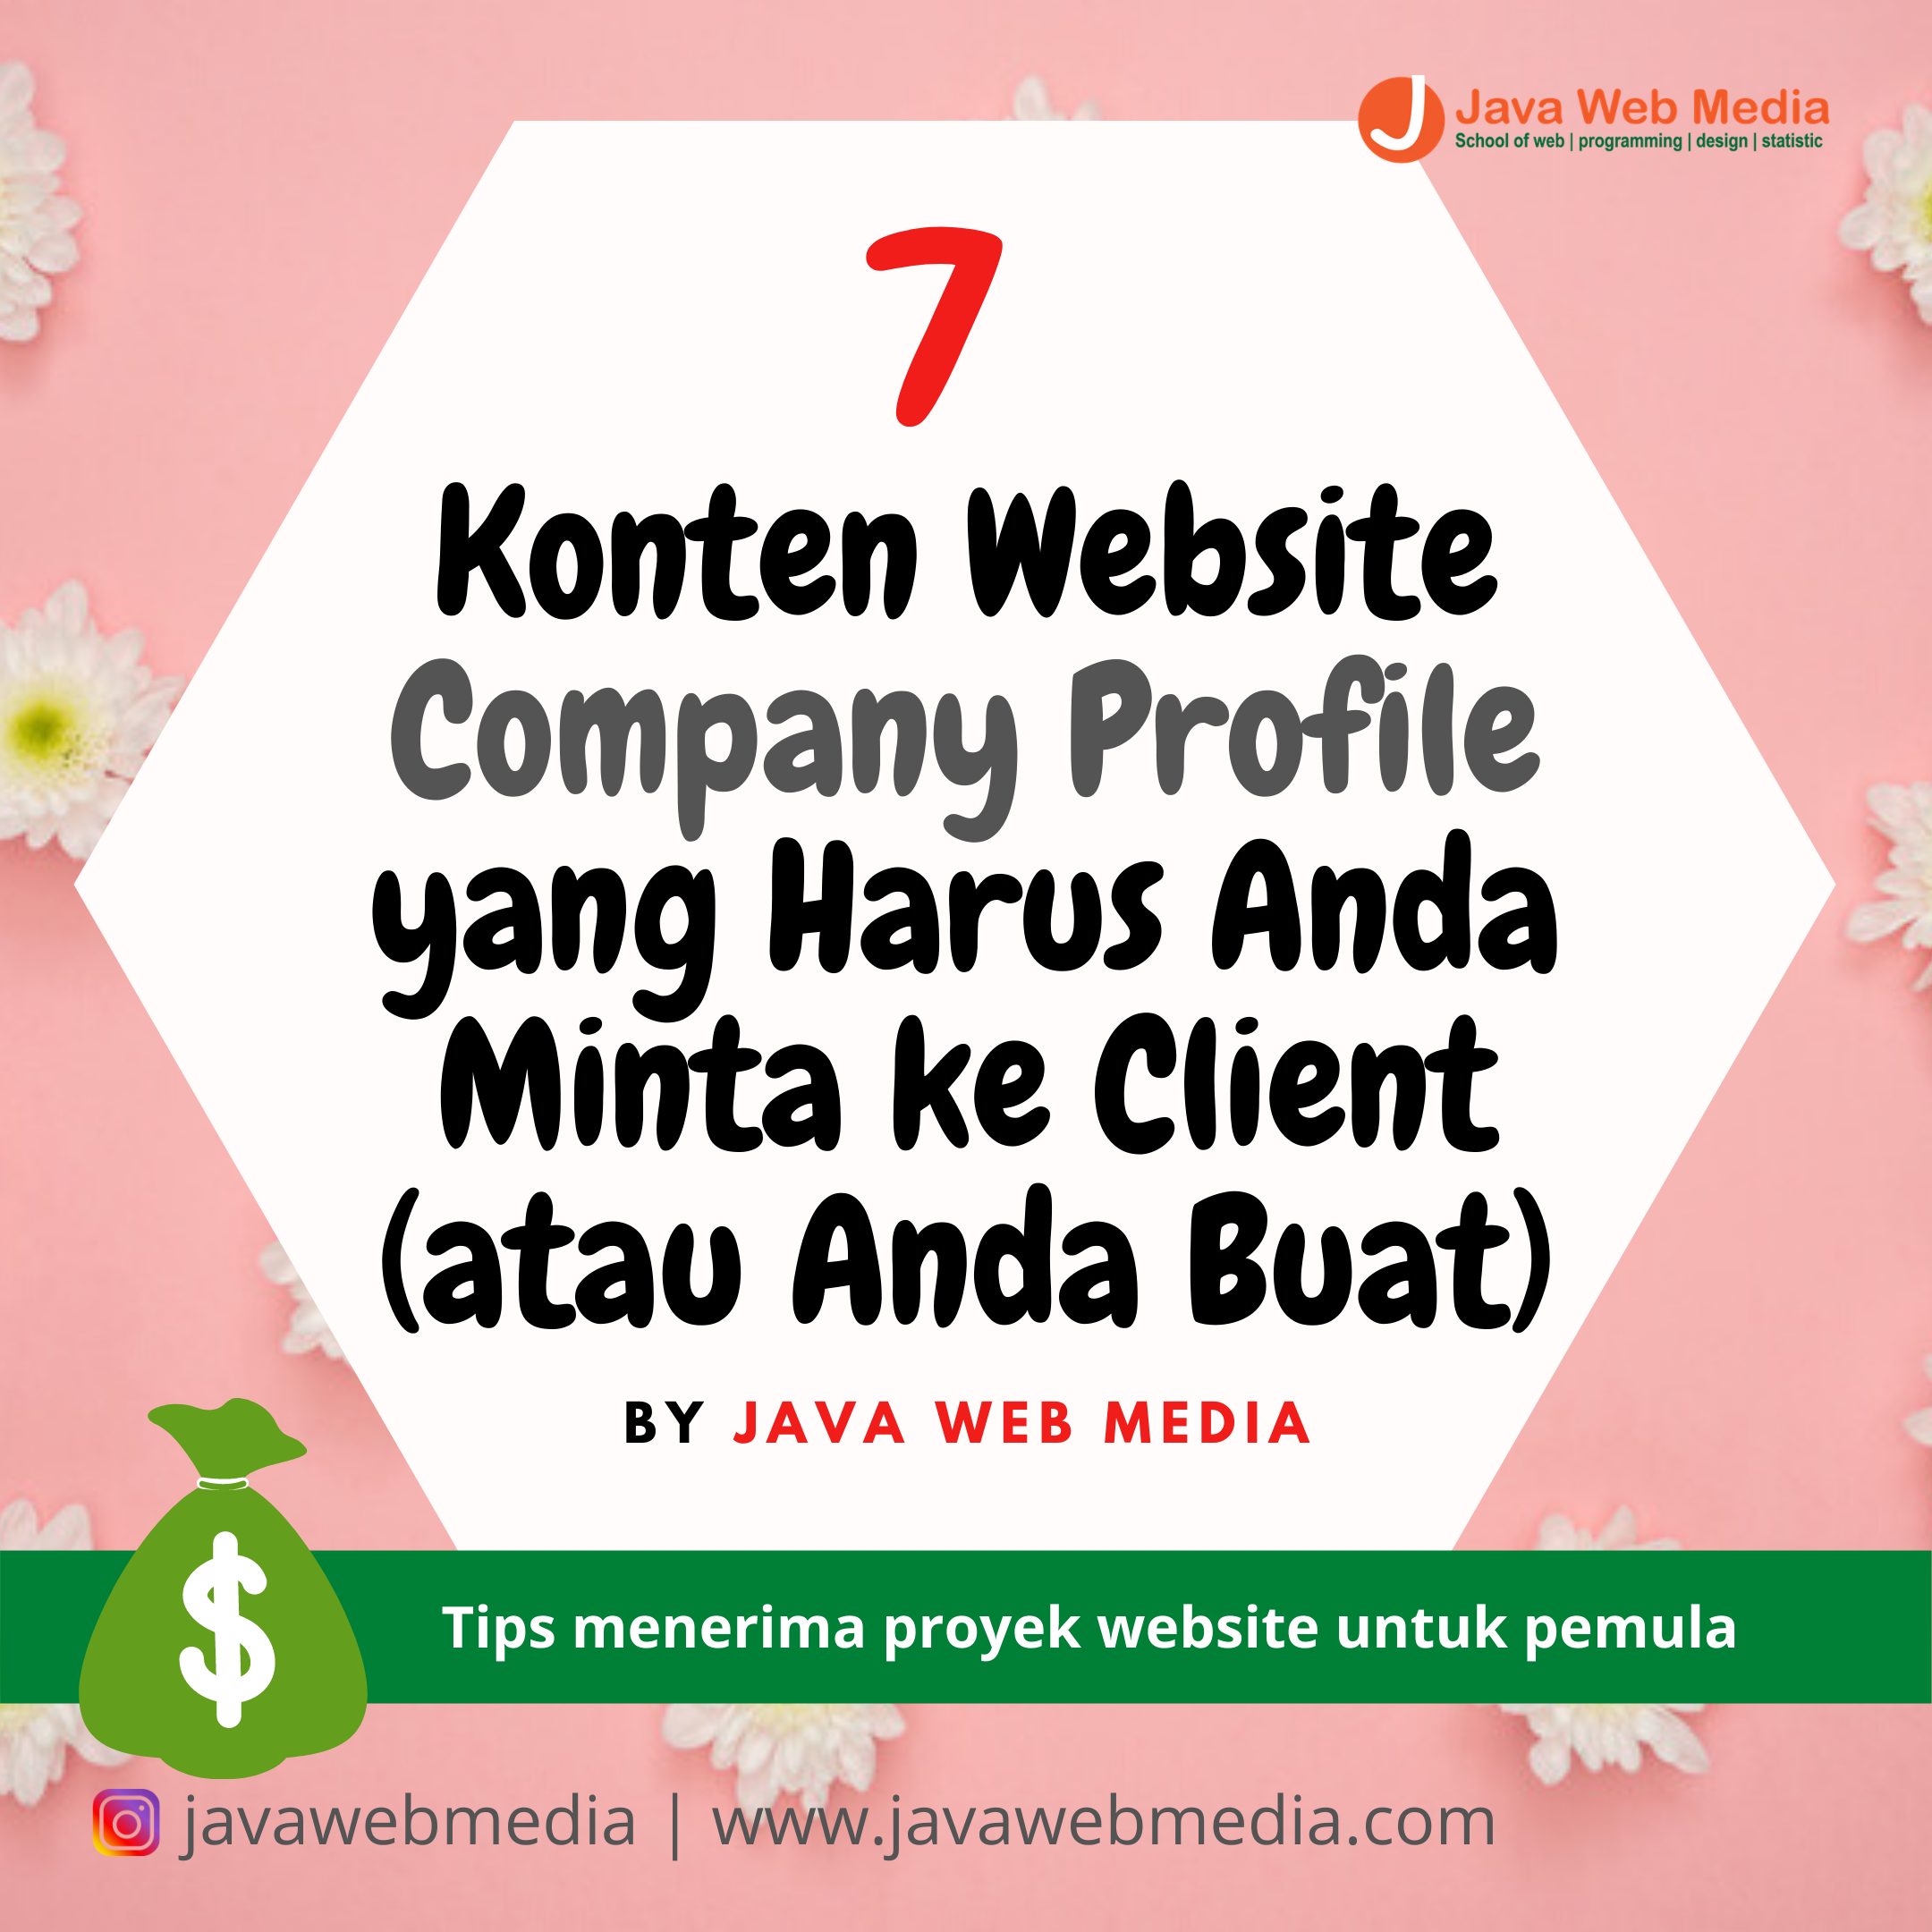 Java Web Media
School of web | programming | design | statistic
7
Konten Website
Company Profile
yang Harus Anda
Minta ke Client
(atau Anda Buat)
BY JAVA WEB MEDIA
$
Tips menerima proyek website untuk pemula
javawebmedia | www.javawebmedia.com